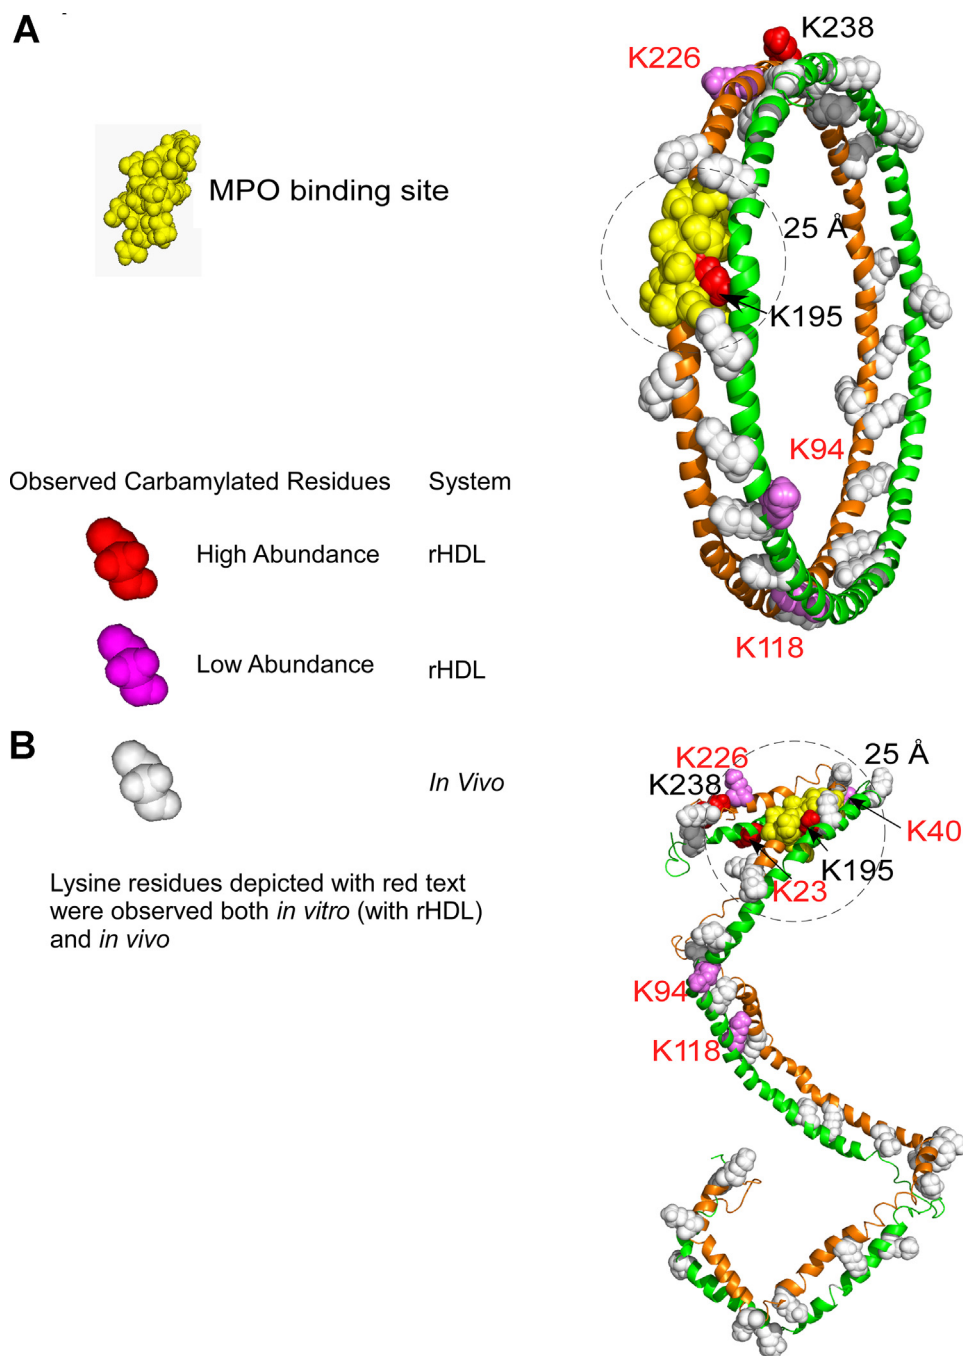 A
K238
K226
MPO binding site
25 Å
K195
K94
Observed Carbamylated Residues System
High Abundance rHDL
K118
Low Abundance rHDL
B
In Vivo
K226
25 Å
K238
K40
K195
K23
Lysine residues depicted with red text
were observed both in vitro (with rHDL)
and in vivo
K94
K118